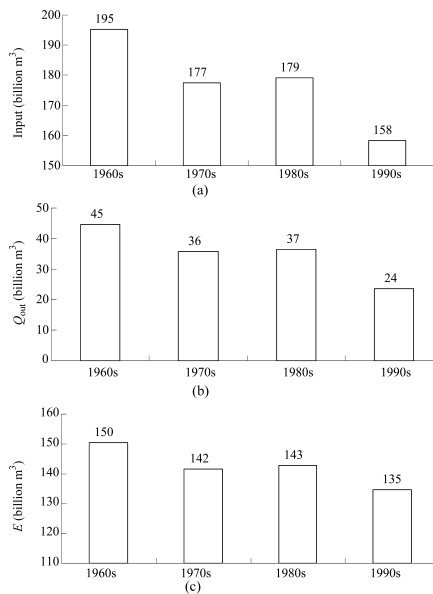 Input (billion m³)
200
190
180
170
160
150
195
177
179
158
1960s
1970s
1980s
1990s
(a)
Qout (billion m³)
50
40
30
20
10
0
45
36
37
24
1960s
1970s
1980s
1990s
(b)
E (billion m³)
160
150
140
130
120
110
150
142
143
135
1960s
1970s
1980s
1990s
(c)